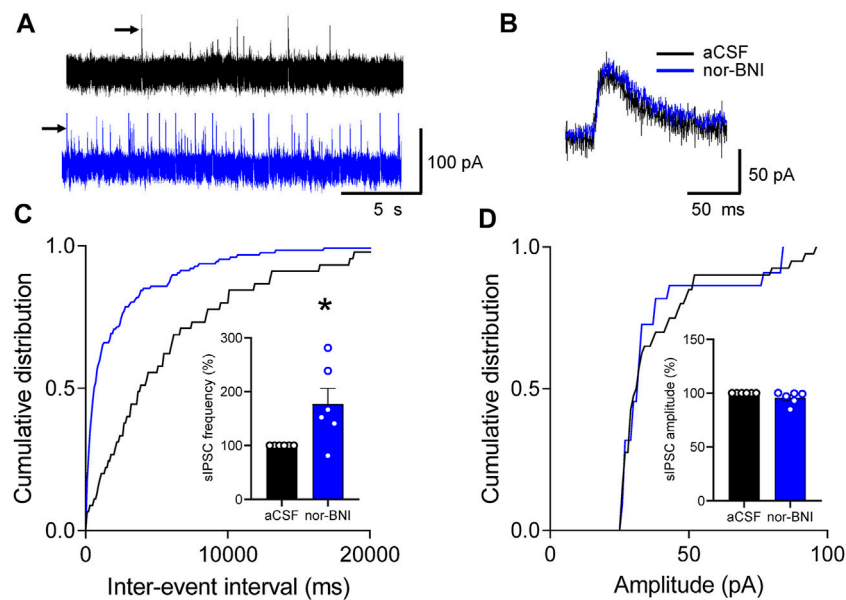 A
B
aCSF
nor-BNI
100 pA
5 s
50 pA
50 ms
C
D
1.0
0.5
0.0
Cumulative distribution
0
10000
20000
Inter-event interval (ms)
*
300
200
100
0
sIPSC frequency (%)
aCSF
nor-BNI
1.0
0.5
0.0
Cumulative distribution
0
50
100
Amplitude (pA)
150
100
50
0
sIPSC amplitude (%)
aCSF
nor-BNI